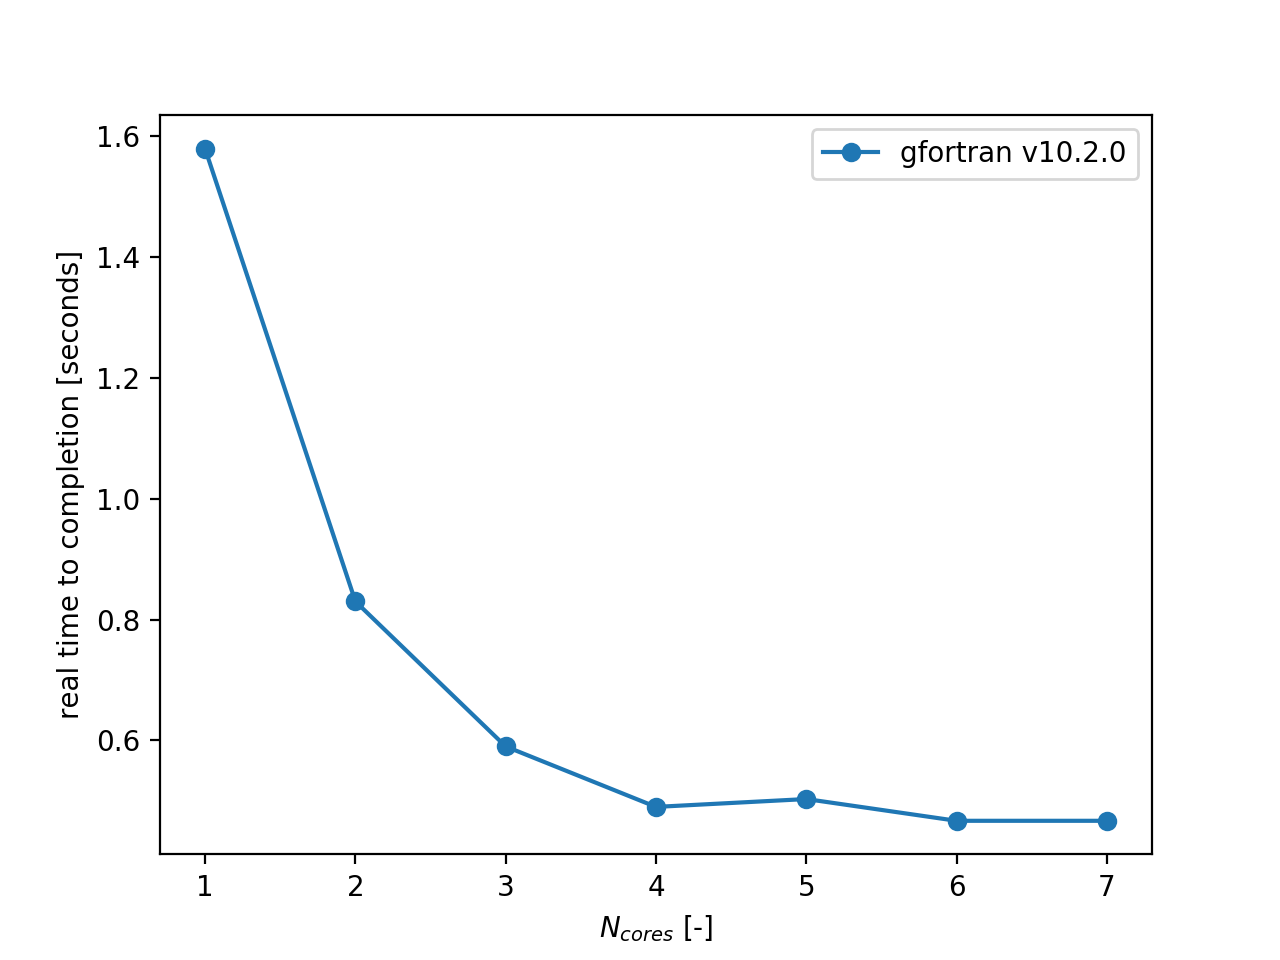 gfortran v10.2.0
1.6
1.4
1.2
1.0
0.8
0.6
real time to completion [seconds]
1 2 3 4 5 6 7
N_cores [-]